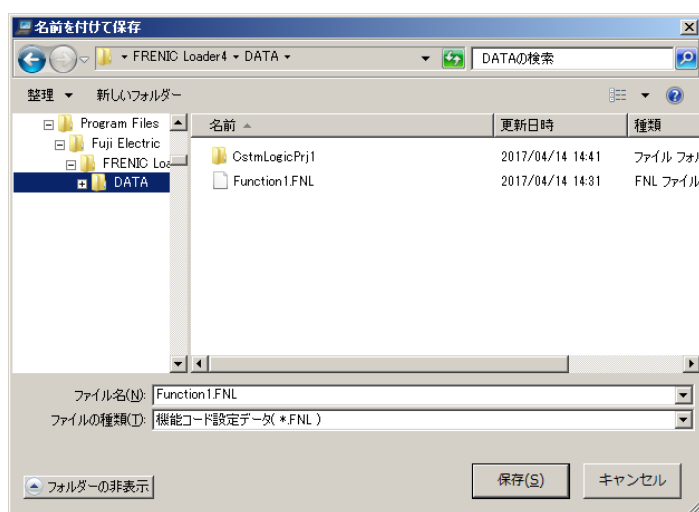 名前を付けて保存
FRENIC Loader4 DATA
DATAの検索
整理 新しいフォルダー
Program Files
Fuji Electric
FRENIC Loa
DATA
名前 更新日時 種類
CstmLogicPrj1 2017/04/14 14:41 ファイル フォル
Function1.FNL 2017/04/14 14:31 FNL ファイル
ファイル名(N): Function1.FNL
ファイルの種類(T): 機能コード設定データ( *.FNL )
フォルダーの非表示
保存(S)
キャンセル